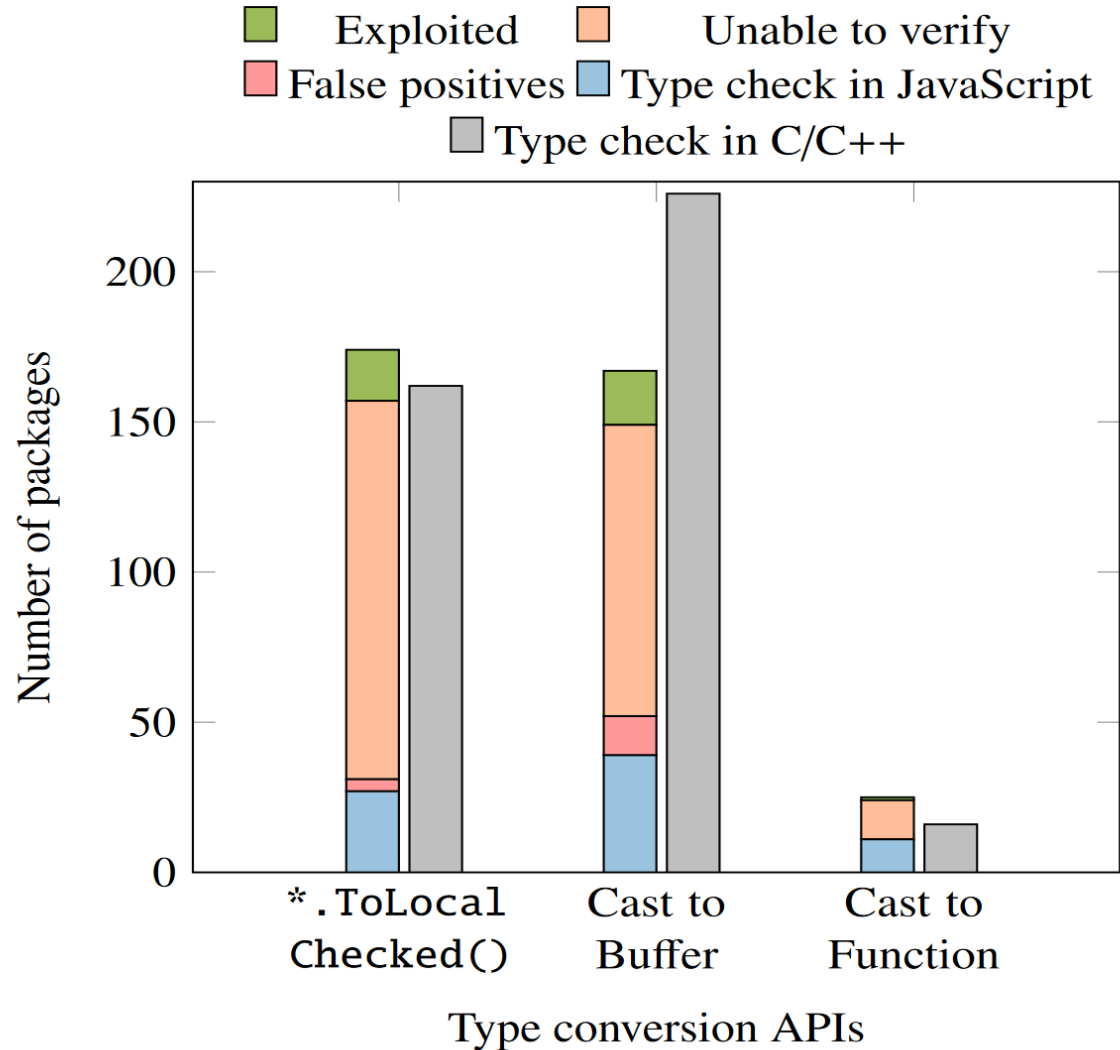 Exploited Unable to verify
False positives Type check in JavaScript
Type check in C/C++
200
150
100
50
0
Number of packages
*.ToLocal Cast to Cast to
Checked() Buffer Function
Type conversion APIs